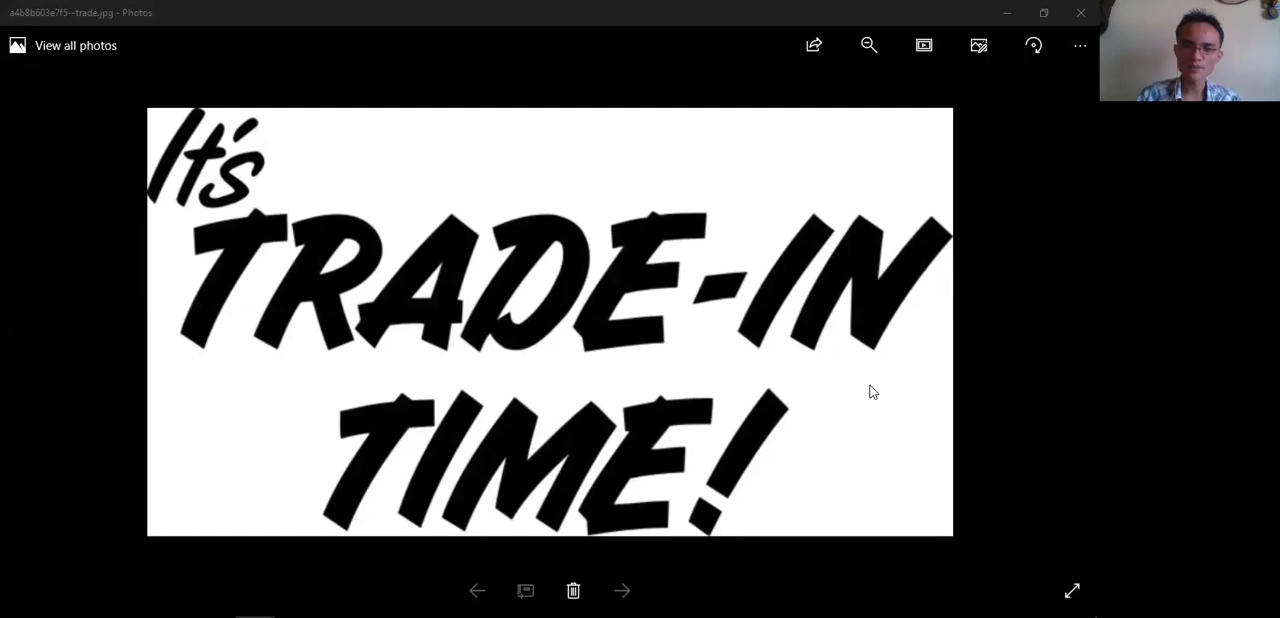 a4b8b603e7f5--trade.jpg - Photos
View all photos
It's
TRADE-IN
TIME!